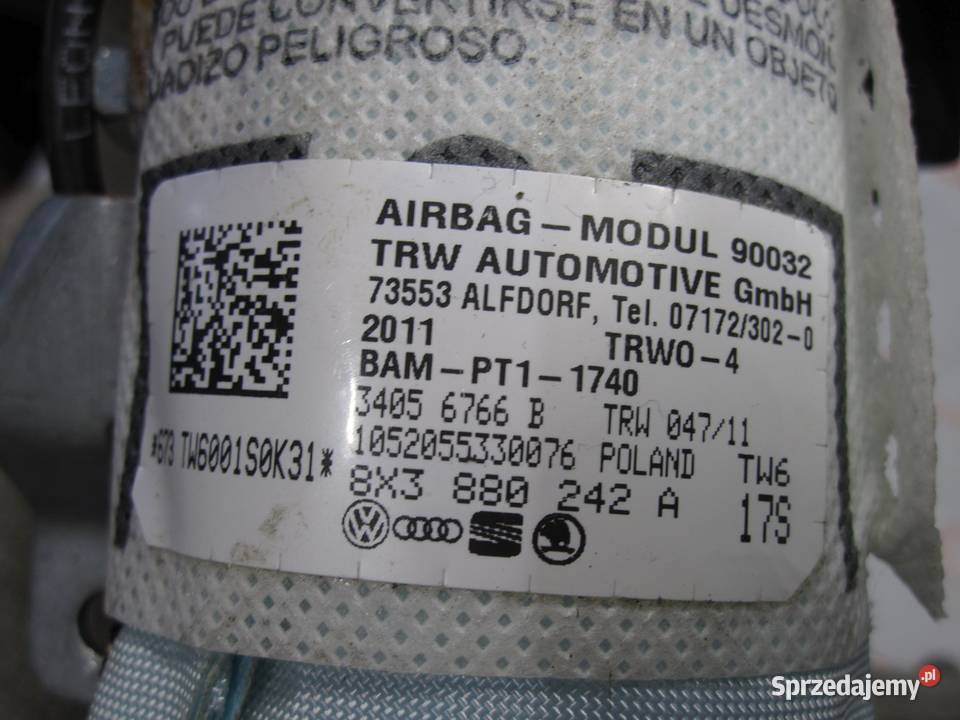 PUEDE CONVERTIRSE EN UN OBJETO
PELIGROSO.
AIRBAG – MODUL 90032
TRW AUTOMOTIVE GmbH
73553 ALFDORF, Tel. 07172/302-0
2011 TRWO-4
BAM-PT1-1740
3405 6766 B TRW 047/11
1052055330076 POLAND TW6
*673 TW6001S0K31*
8X3 880 242 A 17S
Sprzedajemy.pl